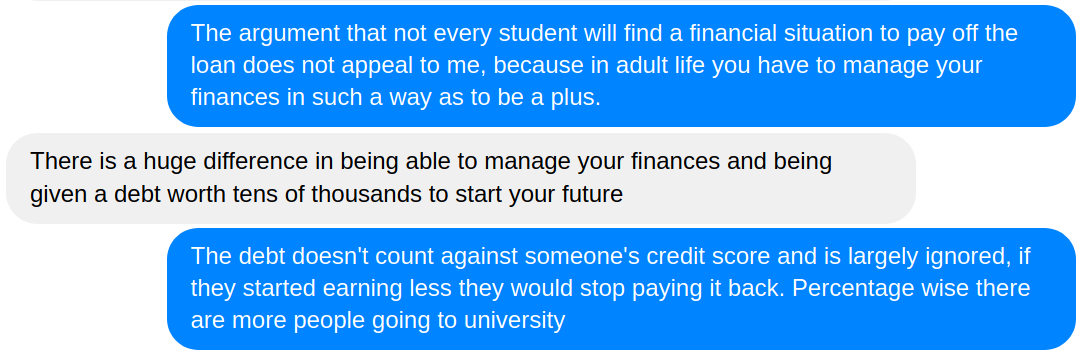 The argument that not every student will find a financial situation to pay off the
loan does not appeal to me, because in adult life you have to manage your
finances in such a way as to be a plus.
There is a huge difference in being able to manage your finances and being
given a debt worth tens of thousands to start your future
The debt doesn't count against someone's credit score and is largely ignored, if
they started earning less they would stop paying it back. Percentage wise there
are more people going to university